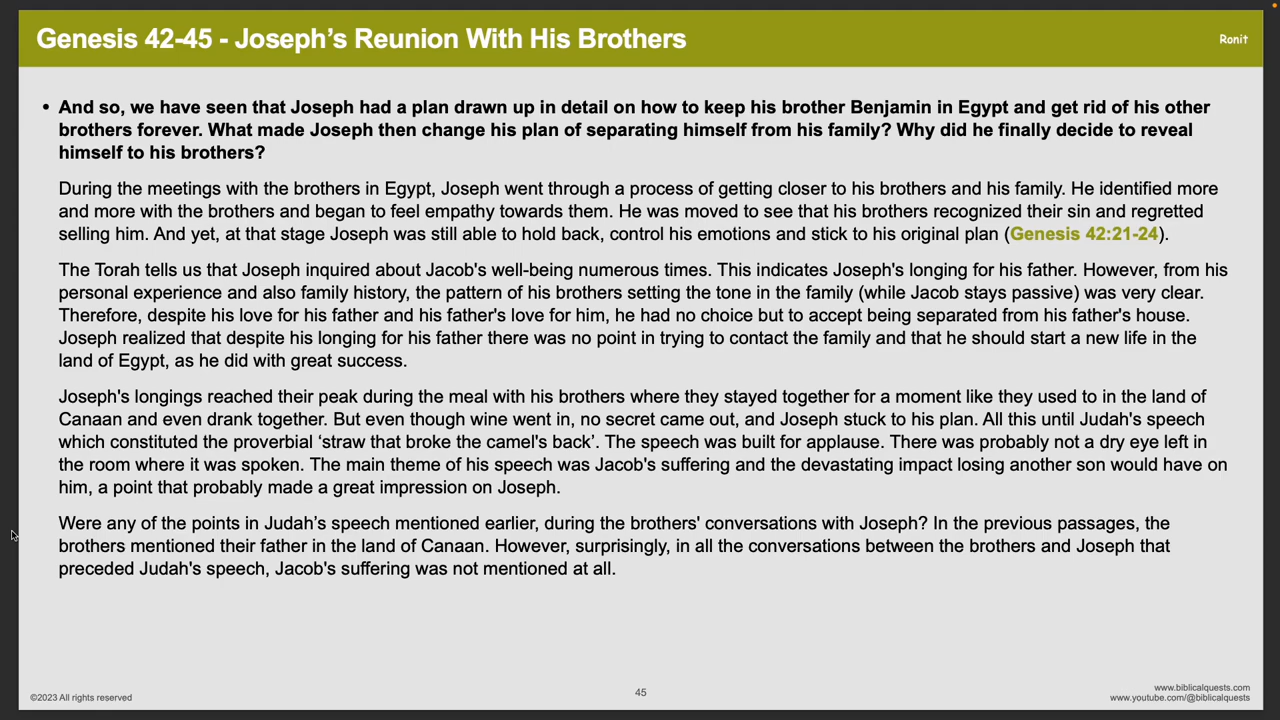 Genesis 42-45 - Joseph's Reunion With His Brothers
Ronit
• And so, we have seen that Joseph had a plan drawn up in detail on how to keep his brother Benjamin in Egypt and get rid of his other
brothers forever. What made Joseph then change his plan of separating himself from his family? Why did he finally decide to reveal
himself to his brothers?
During the meetings with the brothers in Egypt, Joseph went through a process of getting closer to his brothers and his family. He identified more
and more with the brothers and began to feel empathy towards them. He was moved to see that his brothers recognized their sin and regretted
selling him. And yet, at that stage Joseph was still able to hold back, control his emotions and stick to his original plan (Genesis 42:21-24).
The Torah tells us that Joseph inquired about Jacob's well-being numerous times. This indicates Joseph's longing for his father. However, from his
personal experience and also family history, the pattern of his brothers setting the tone in the family (while Jacob stays passive) was very clear.
Therefore, despite his love for his father and his father's love for him, he had no choice but to accept being separated from his father's house.
Joseph realized that despite his longing for his father there was no point in trying to contact the family and that he should start a new life in the
land of Egypt, as he did with great success.
Joseph's longings reached their peak during the meal with his brothers where they stayed together for a moment like they used to in the land of
Canaan and even drank together. But even though wine went in, no secret came out, and Joseph stuck to his plan. All this until Judah's speech
which constituted the proverbial ‘straw that broke the camel's back’. The speech was built for applause. There was probably not a dry eye left in
the room where it was spoken. The main theme of his speech was Jacob's suffering and the devastating impact losing another son would have on
him, a point that probably made a great impression on Joseph.
Were any of the points in Judah’s speech mentioned earlier, during the brothers' conversations with Joseph? In the previous passages, the
brothers mentioned their father in the land of Canaan. However, surprisingly, in all the conversations between the brothers and Joseph that
preceded Judah's speech, Jacob's suffering was not mentioned at all.
©2023 All rights reserved
45
www.biblicalquests.com
www.youtube.com/@biblicalquests